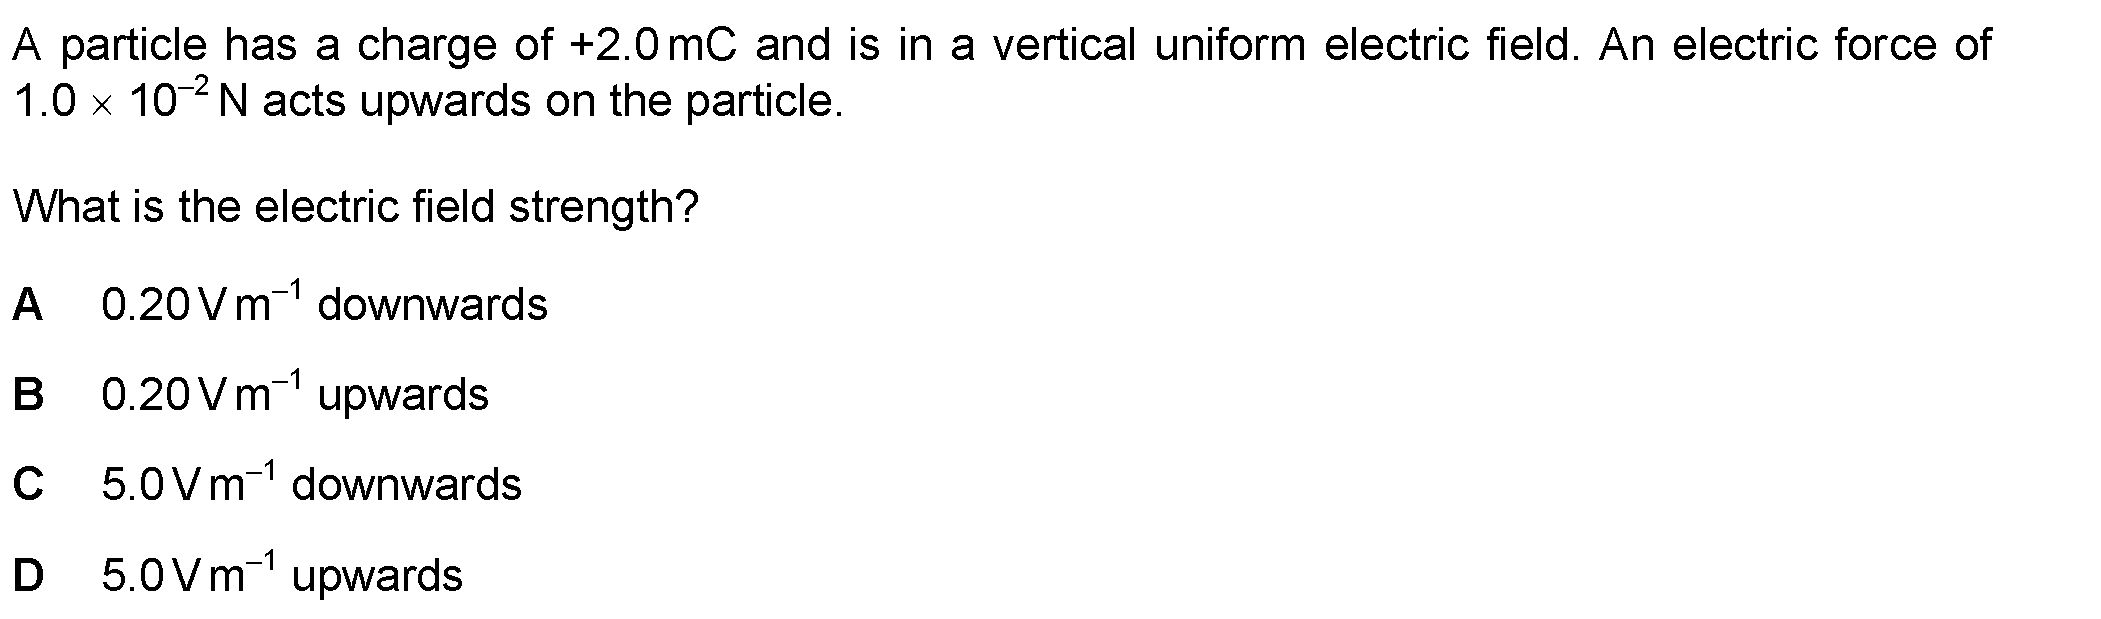 A particle has a charge of +2.0 mC and is in a vertical uniform electric field. An electric force of
1.0 × 10⁻² N acts upwards on the particle.
What is the electric field strength?
A 0.20 V m⁻¹ downwards
B 0.20 V m⁻¹ upwards
C 5.0 V m⁻¹ downwards
D 5.0 V m⁻¹ upwards